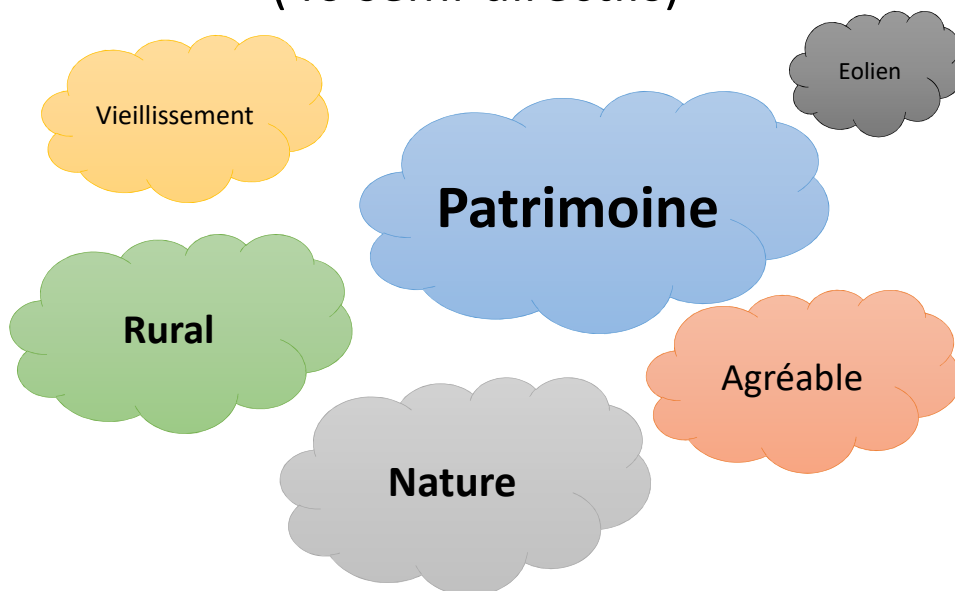 Eolien
Vieillissement
Patrimoine
Rural
Agréable
Nature